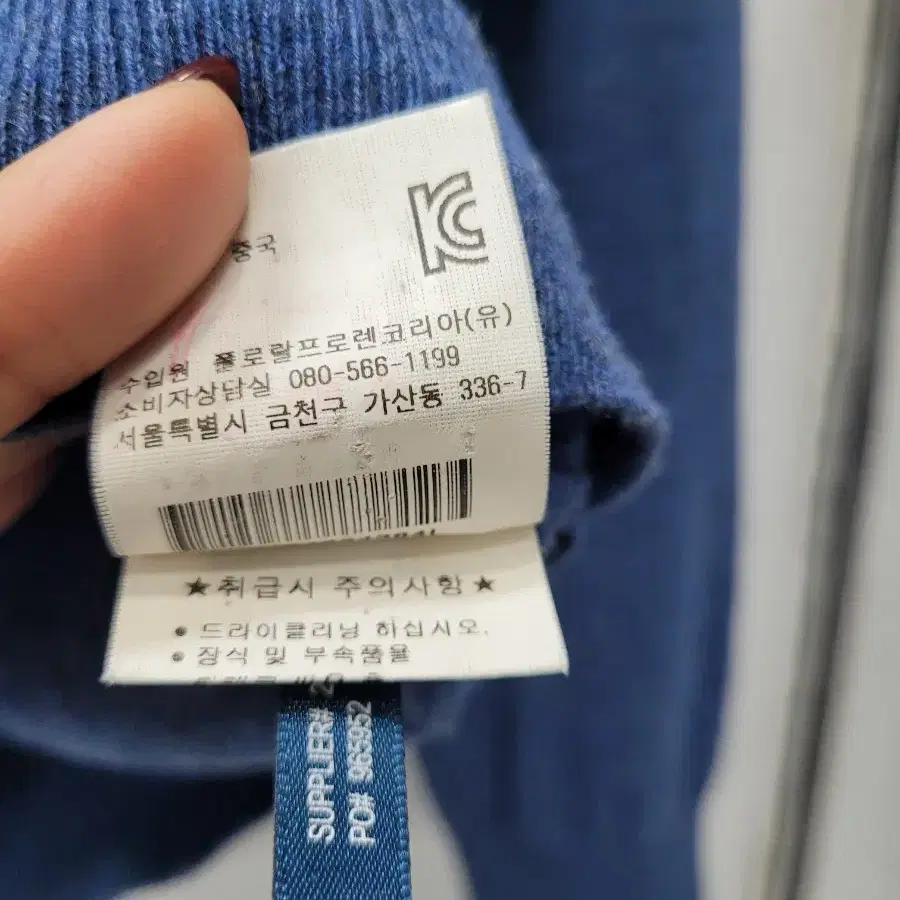 KC
중국
수입원 폴로랄프로렌코리아(유)
소비자상담실 080-566-1199
서울특별시 금천구 가산동 336-7
★취급시 주의사항★
• 드라이클리닝 하십시오.
• 장식 및 부속품물
SUPPLIER#
PO# 963952